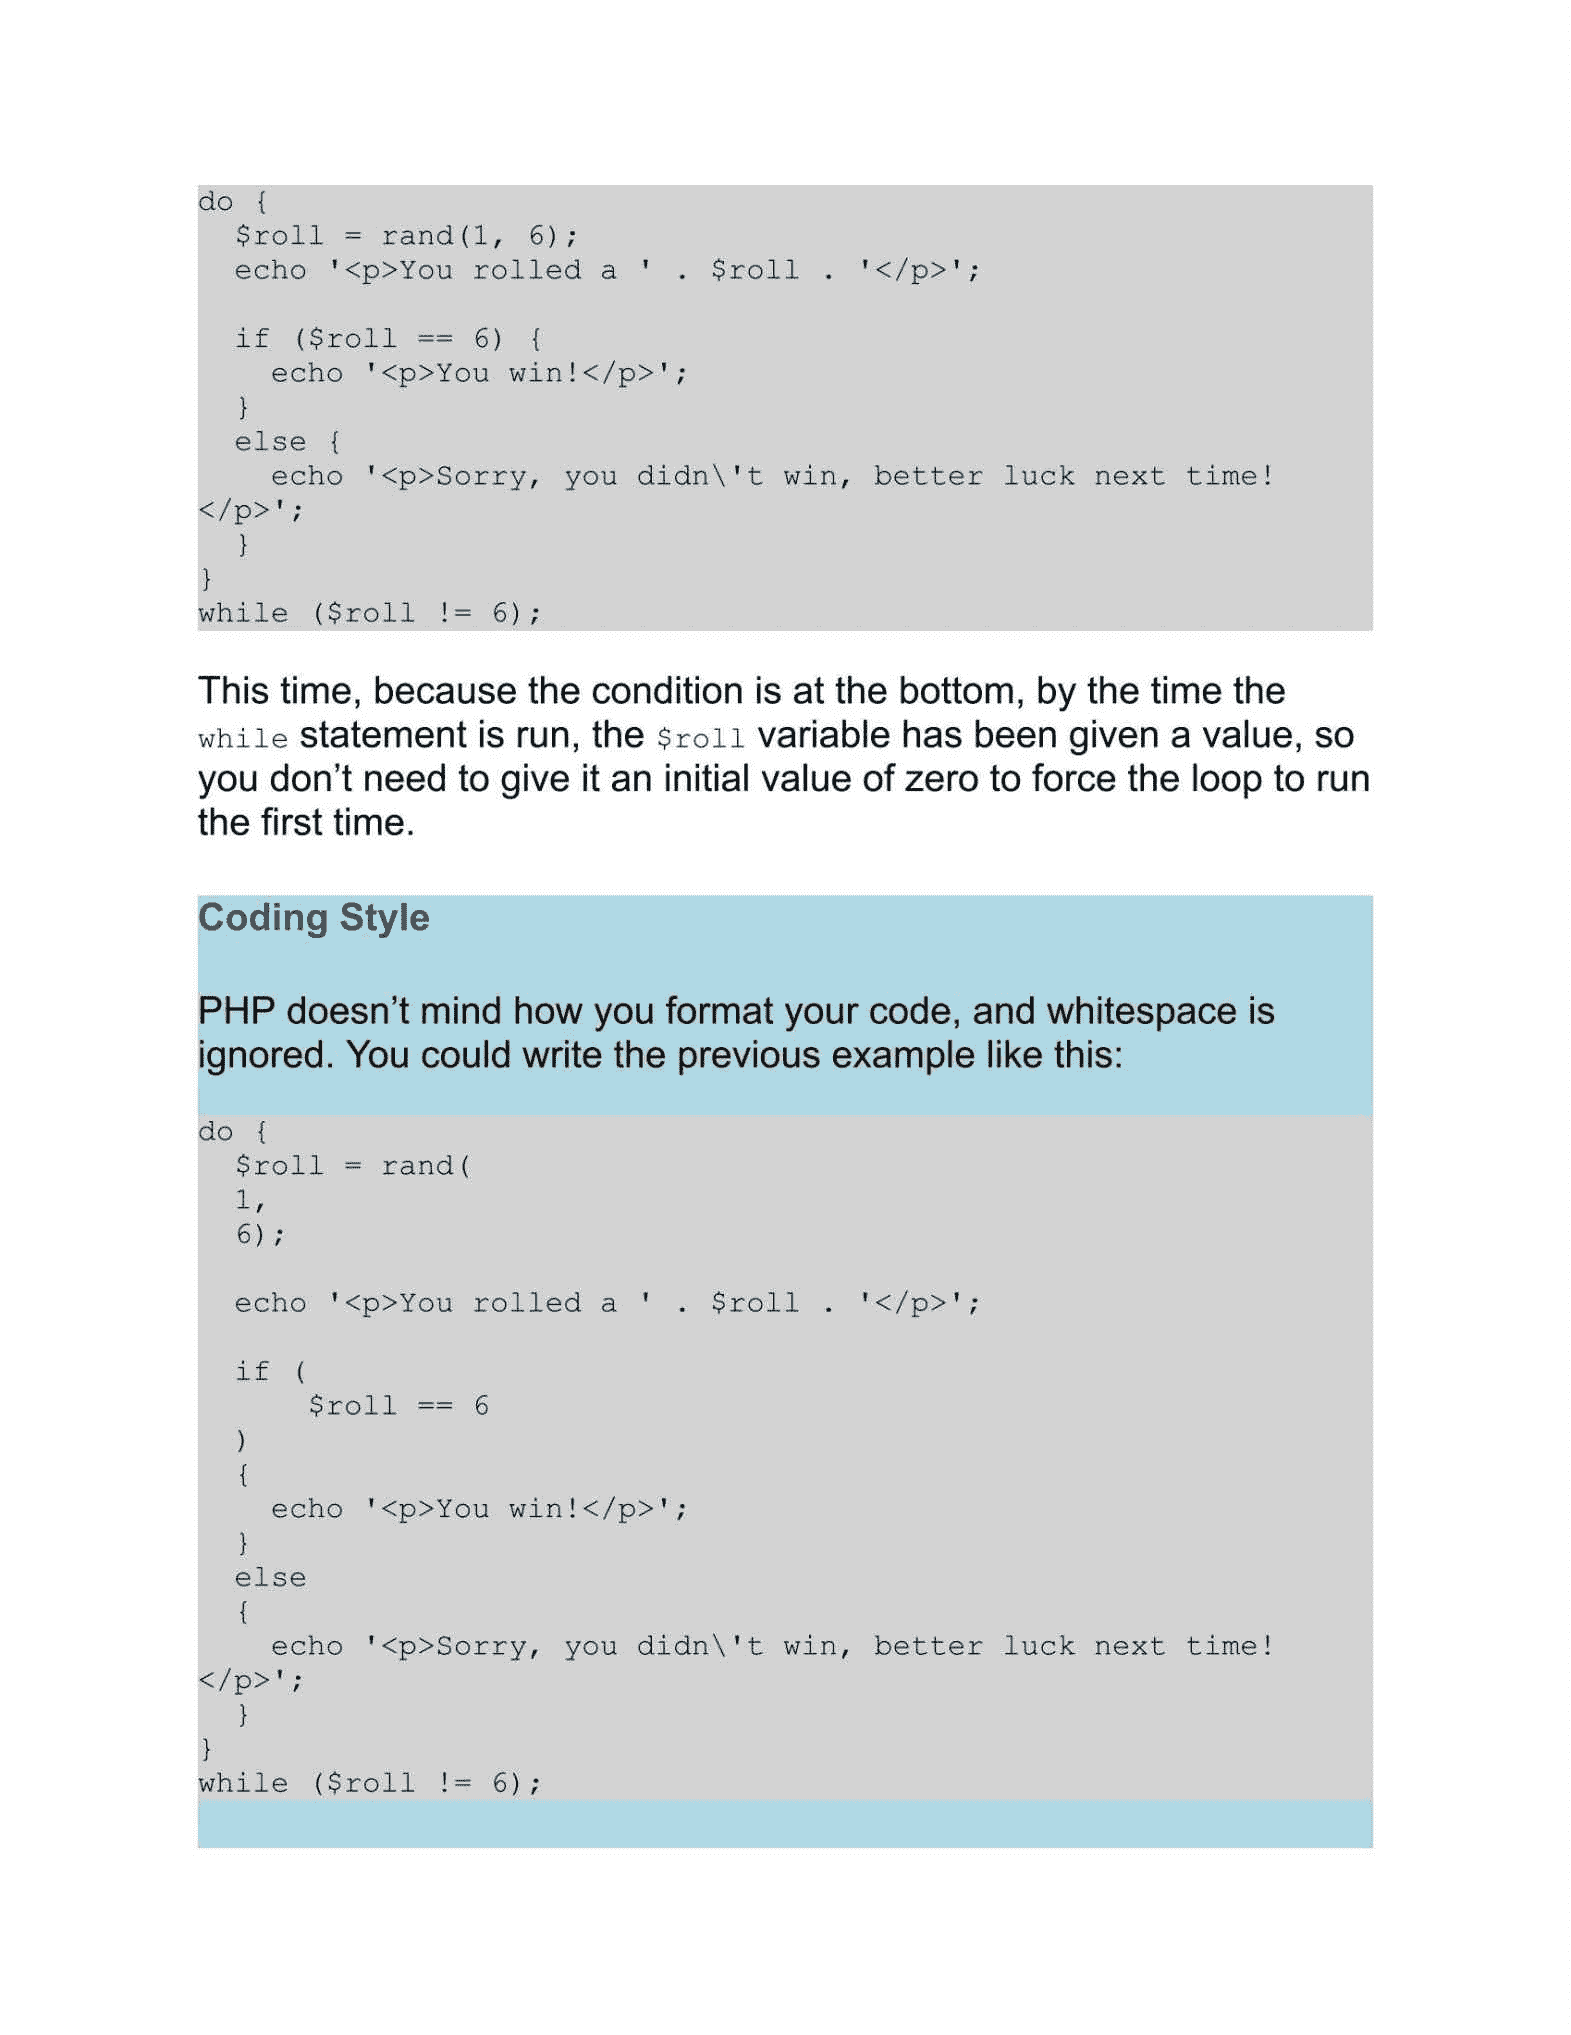 do {
  $roll = rand(1, 6);
  echo '<p>You rolled a ' . $roll . '</p>';

  if ($roll == 6) {
    echo '<p>You win!</p>';
  }
  else {
    echo '<p>Sorry, you didn\'t win, better luck next time!
</p>';
  }
}
while ($roll != 6);
This time, because the condition is at the bottom, by the time the
while statement is run, the $roll variable has been given a value, so
you don’t need to give it an initial value of zero to force the loop to run
the first time.
Coding Style
PHP doesn’t mind how you format your code, and whitespace is
ignored. You could write the previous example like this:
do {
  $roll = rand(
  1,
  6);

  echo '<p>You rolled a ' . $roll . '</p>';

  if (
      $roll == 6
  )
  {
    echo '<p>You win!</p>';
  }
  else
  {
    echo '<p>Sorry, you didn\'t win, better luck next time!
</p>';
  }
}
while ($roll != 6);